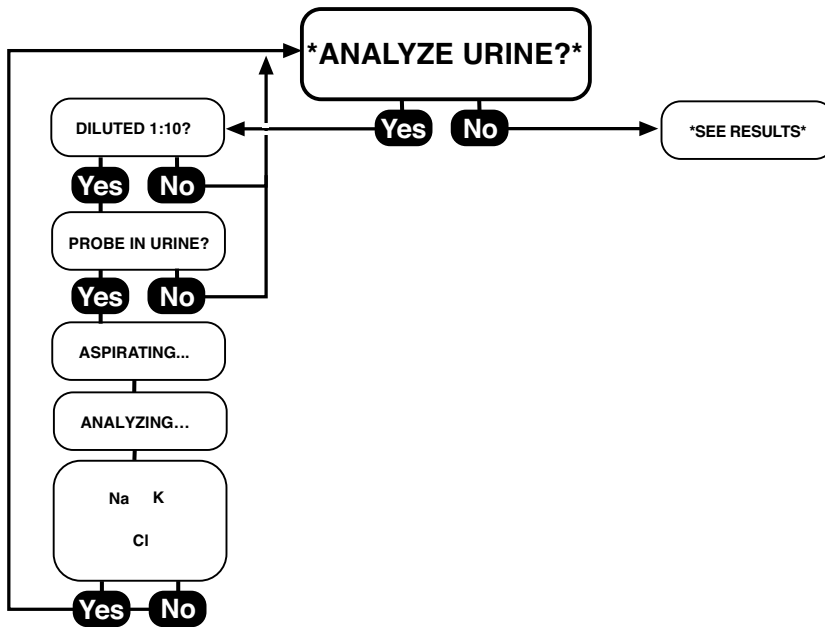 *ANALYZE URINE?*
Yes No
DILUTED 1:10?
*SEE RESULTS*
Yes No
PROBE IN URINE?
Yes No
ASPIRATING...
ANALYZING...
Na K
Cl
Yes No